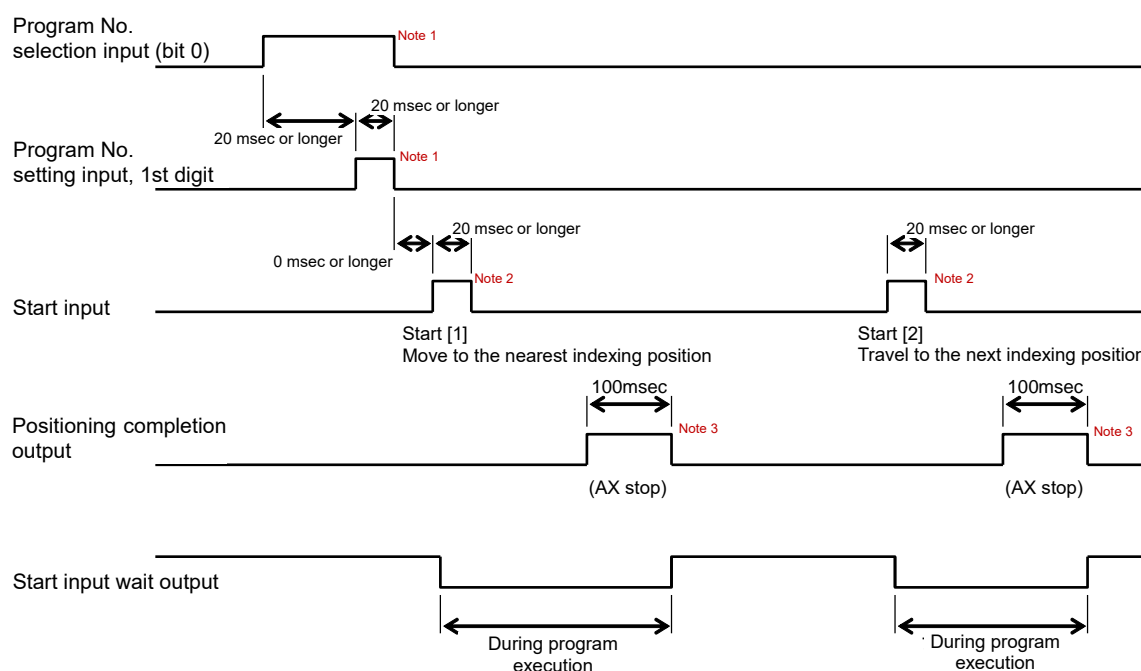 Program No.
selection input (bit 0)
Note 1
20 msec or longer
20 msec or longer
Program No.
setting input, 1st digit
Note 1
20 msec or longer
20 msec or longer
0 msec or longer
Note 2
Note 2
Start input
Start [1]
Move to the nearest indexing position
Start [2]
Travel to the next indexing position
100msec
100msec
Positioning completion
output
Note 3
Note 3
(AX stop)
(AX stop)
Start input wait output
During program
execution
During program
execution